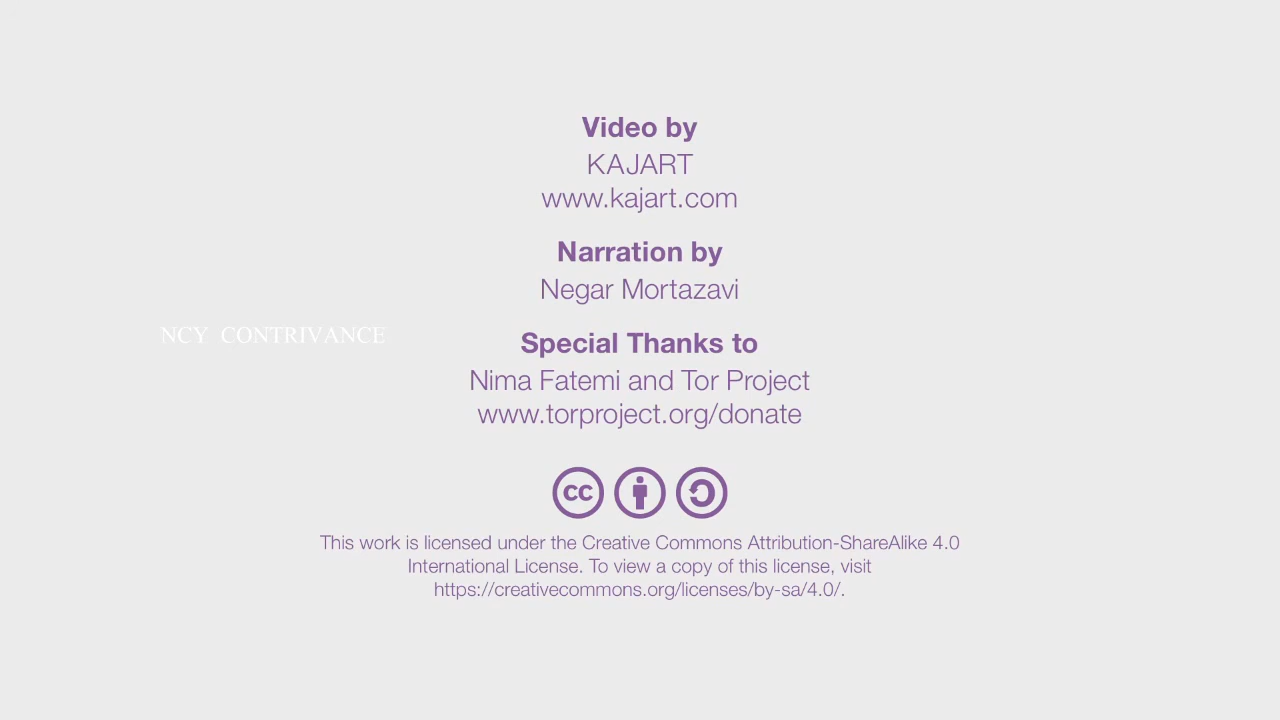 Video by
KAJART
www.kajart.com
Narration by
Negar Mortazavi
NCY CONTRIVANCE
Special Thanks to
Nima Fatemi and Tor Project
www.torproject.org/donate
cc
This work is licensed under the Creative Commons Attribution-ShareAlike 4.0
International License. To view a copy of this license, visit
https://creativecommons.org/licenses/by-sa/4.0/.